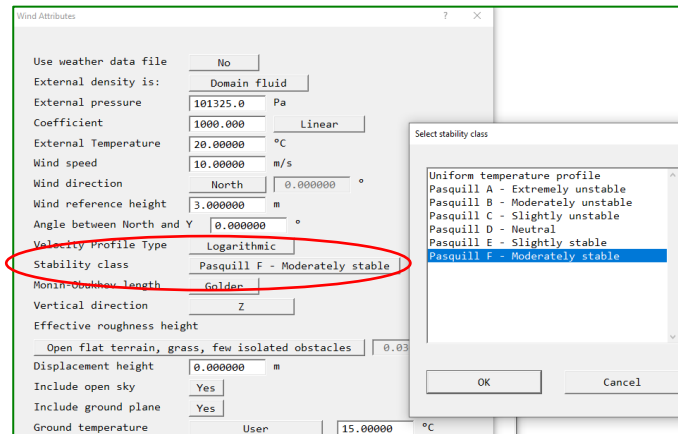 Wind Attributes ? ×
Use weather data file No
External density is: Domain fluid
External pressure 101325.0 Pa
Coefficient 1000.000 Linear
External Temperature 20.00000 °C
Wind speed 10.00000 m/s
Wind direction North 0.000000 °
Wind reference height 3.000000 m
Angle between North and Y 0.000000 °
Velocity Profile Type Logarithmic
Stability class Pasquill F - Moderately stable
Monin-Obukhov length Golder
Vertical direction Z
Effective roughness height
Open flat terrain, grass, few isolated obstacles 0.03
Displacement height 0.000000 m
Include open sky Yes
Include ground plane Yes
Ground temperature User 15.00000 °C
Select stability class
Uniform temperature profile
Pasquill A - Extremely unstable
Pasquill B - Moderately unstable
Pasquill C - Slightly unstable
Pasquill D - Neutral
Pasquill E - Slightly stable
Pasquill F - Moderately stable
OK Cancel